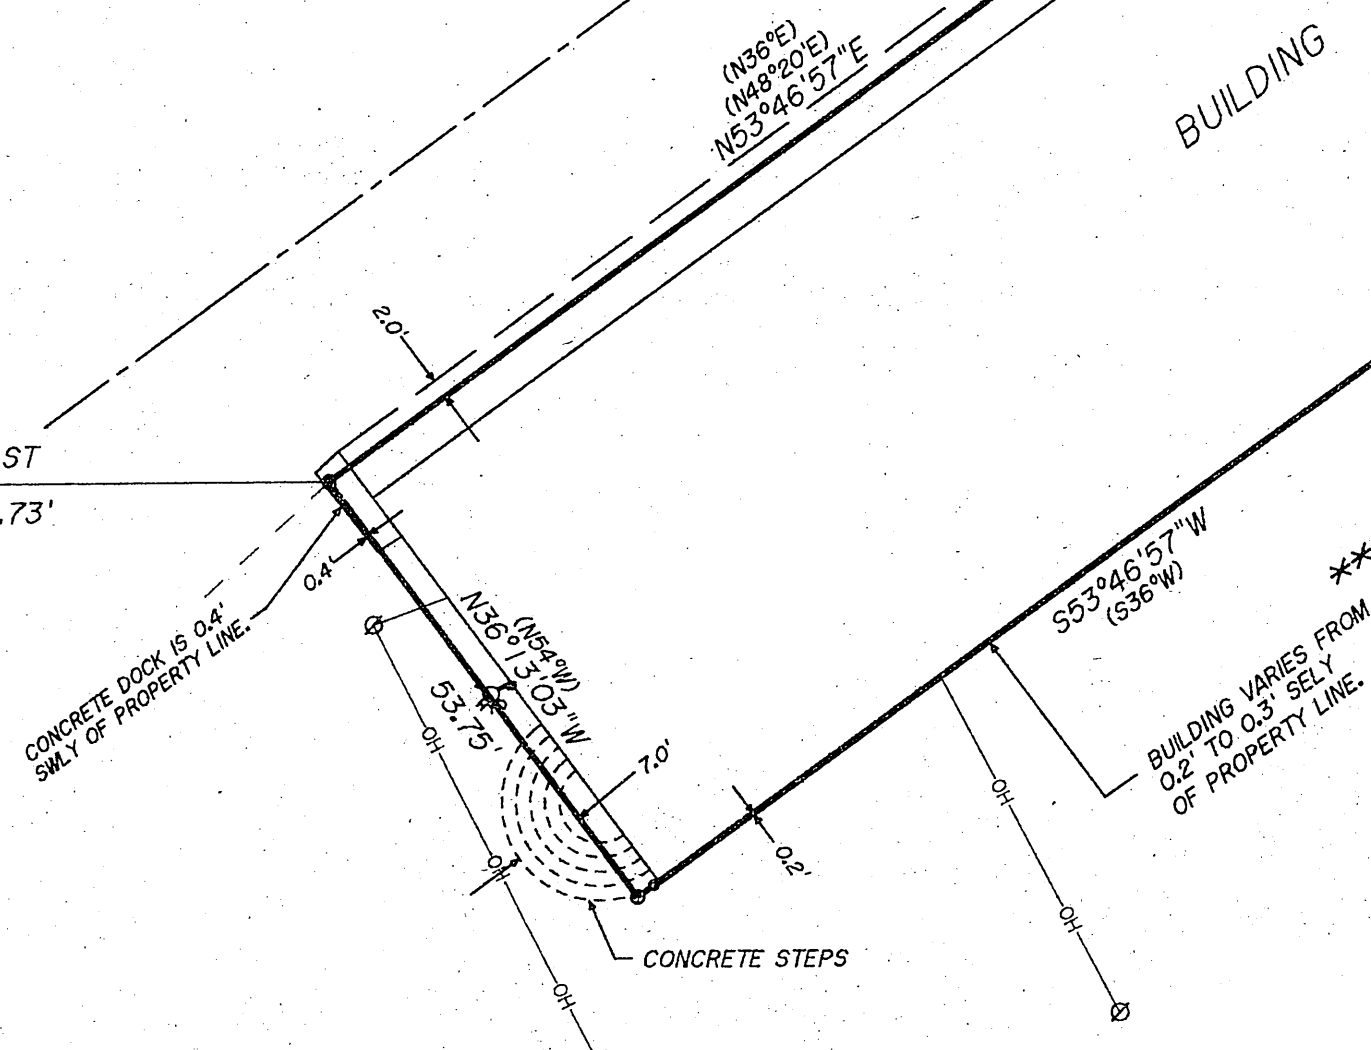 (N36°E)
(N48°20'E)
N53°46'57"E
BUILDING
2.0'
ST
.73'
0.4'
CONCRETE DOCK IS 0.4'
SWLY OF PROPERTY LINE.
(N54°W)
N36°13'03"W
53.75'
7.0'
S53°46'57"W
(S36°W)
**
BUILDING VARIES FROM
0.2' TO 0.3' SELY
OF PROPERTY LINE.
0.2'
OH
OH
OH
OH
OH
CONCRETE STEPS